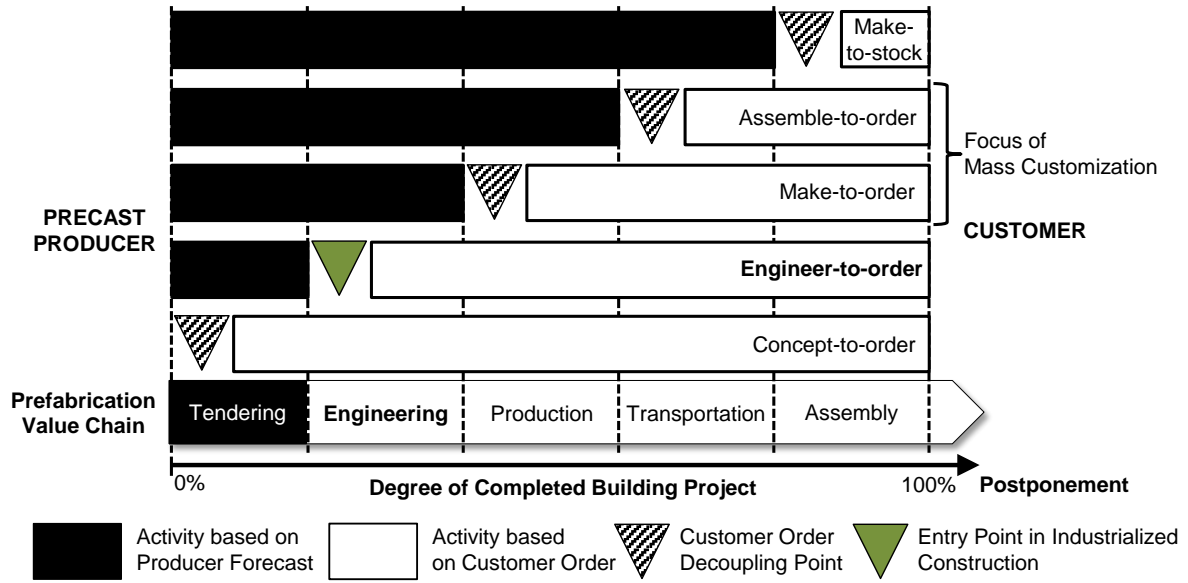 Make-
to-stock
Assemble-to-order
Focus of
Mass Customization
Make-to-order
PRECAST
PRODUCER
CUSTOMER
Engineer-to-order
Concept-to-order
Prefabrication
Value Chain
Tendering
Engineering
Production
Transportation
Assembly
0%
Degree of Completed Building Project
100%
Postponement
Activity based on
Producer Forecast
Activity based
on Customer Order
Customer Order
Decoupling Point
Entry Point in Industrialized
Construction